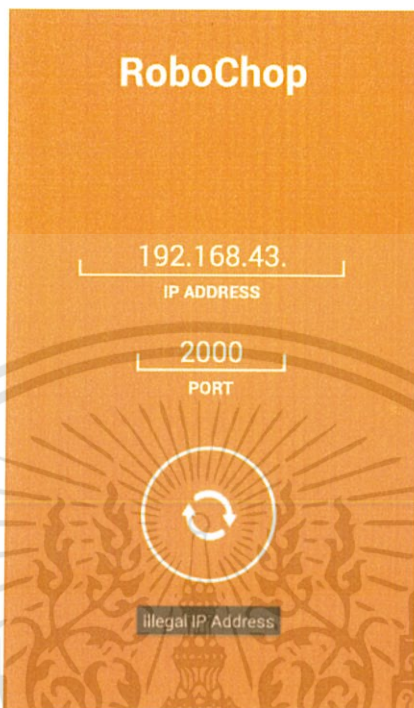 RoboChop
192.168.43.
IP ADDRESS
2000
PORT
Illegal IP Address